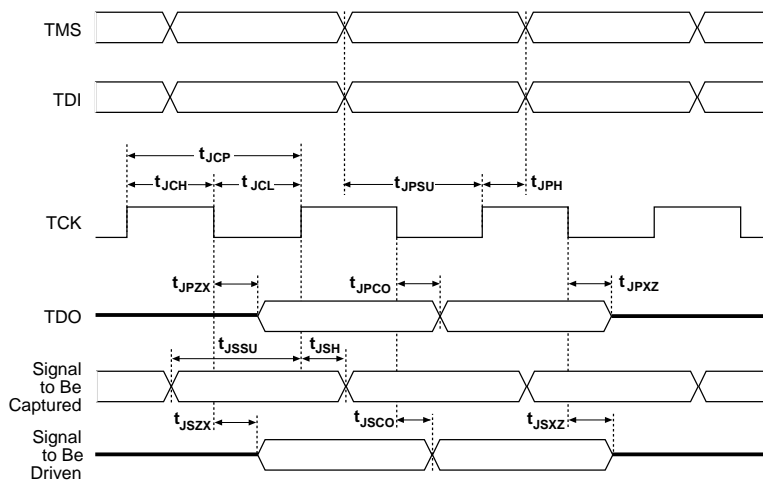 TMS
TDI
tJCP
tJCH
tJCL
tJPSU
tJPH
TCK
tJPZX
tJPCO
tJPXZ
TDO
tJSSU
tJSH
Signal
to Be
Captured
tJSZX
tJSCO
tJSXZ
Signal
to Be
Driven